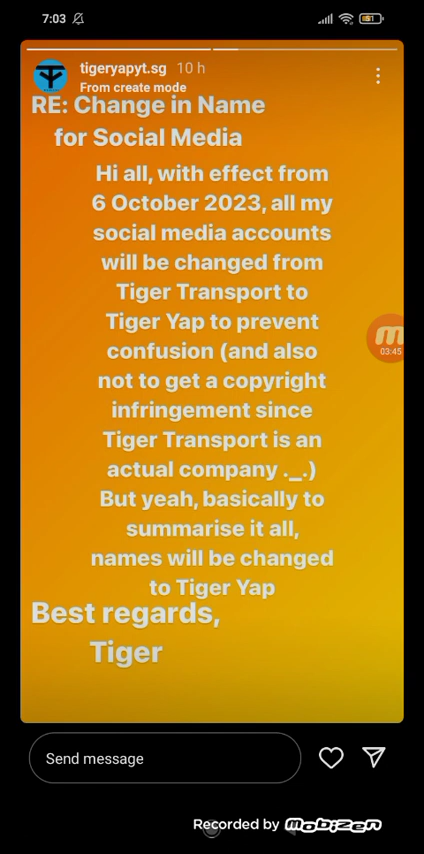 7:03
tigeryapyt.sg 10 h
From create mode
RE: Change in Name
for Social Media
Hi all, with effect from
6 October 2023, all my
social media accounts
will be changed from
Tiger Transport to
Tiger Yap to prevent
confusion (and also
not to get a copyright
infringement since
Tiger Transport is an
actual company ._.)
But yeah, basically to
summarise it all,
names will be changed
to Tiger Yap
Best regards,
Tiger
03:45
Send message
Recorded by Mobizen